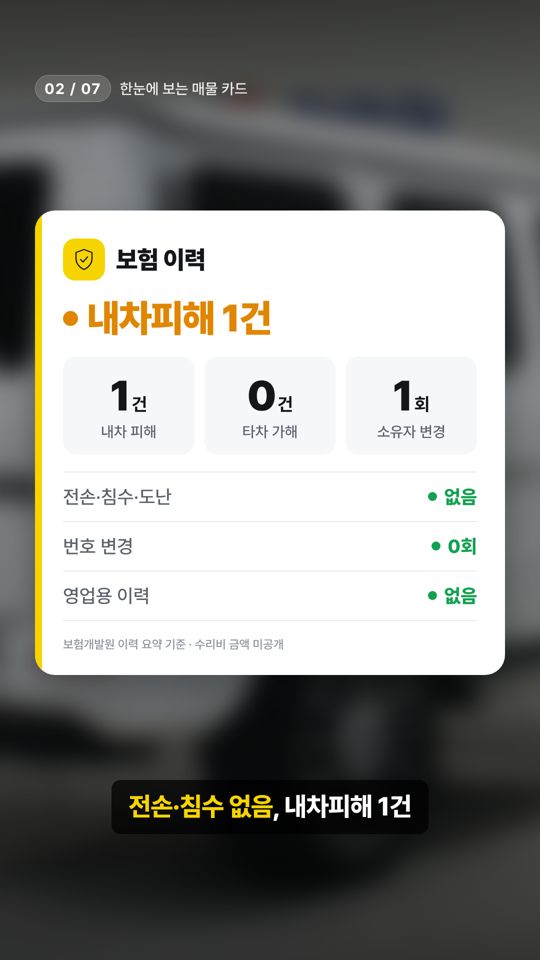 02 / 07 한눈에 보는 매물 카드
보험 이력
내차피해 1건
1건 0건 1회
내차 피해 타차 가해 소유자 변경
전손·침수·도난 없음
번호 변경 0회
영업용 이력 없음
보험개발원 이력 요약 기준 · 수리비 금액 미공개
전손·침수 없음, 내차피해 1건